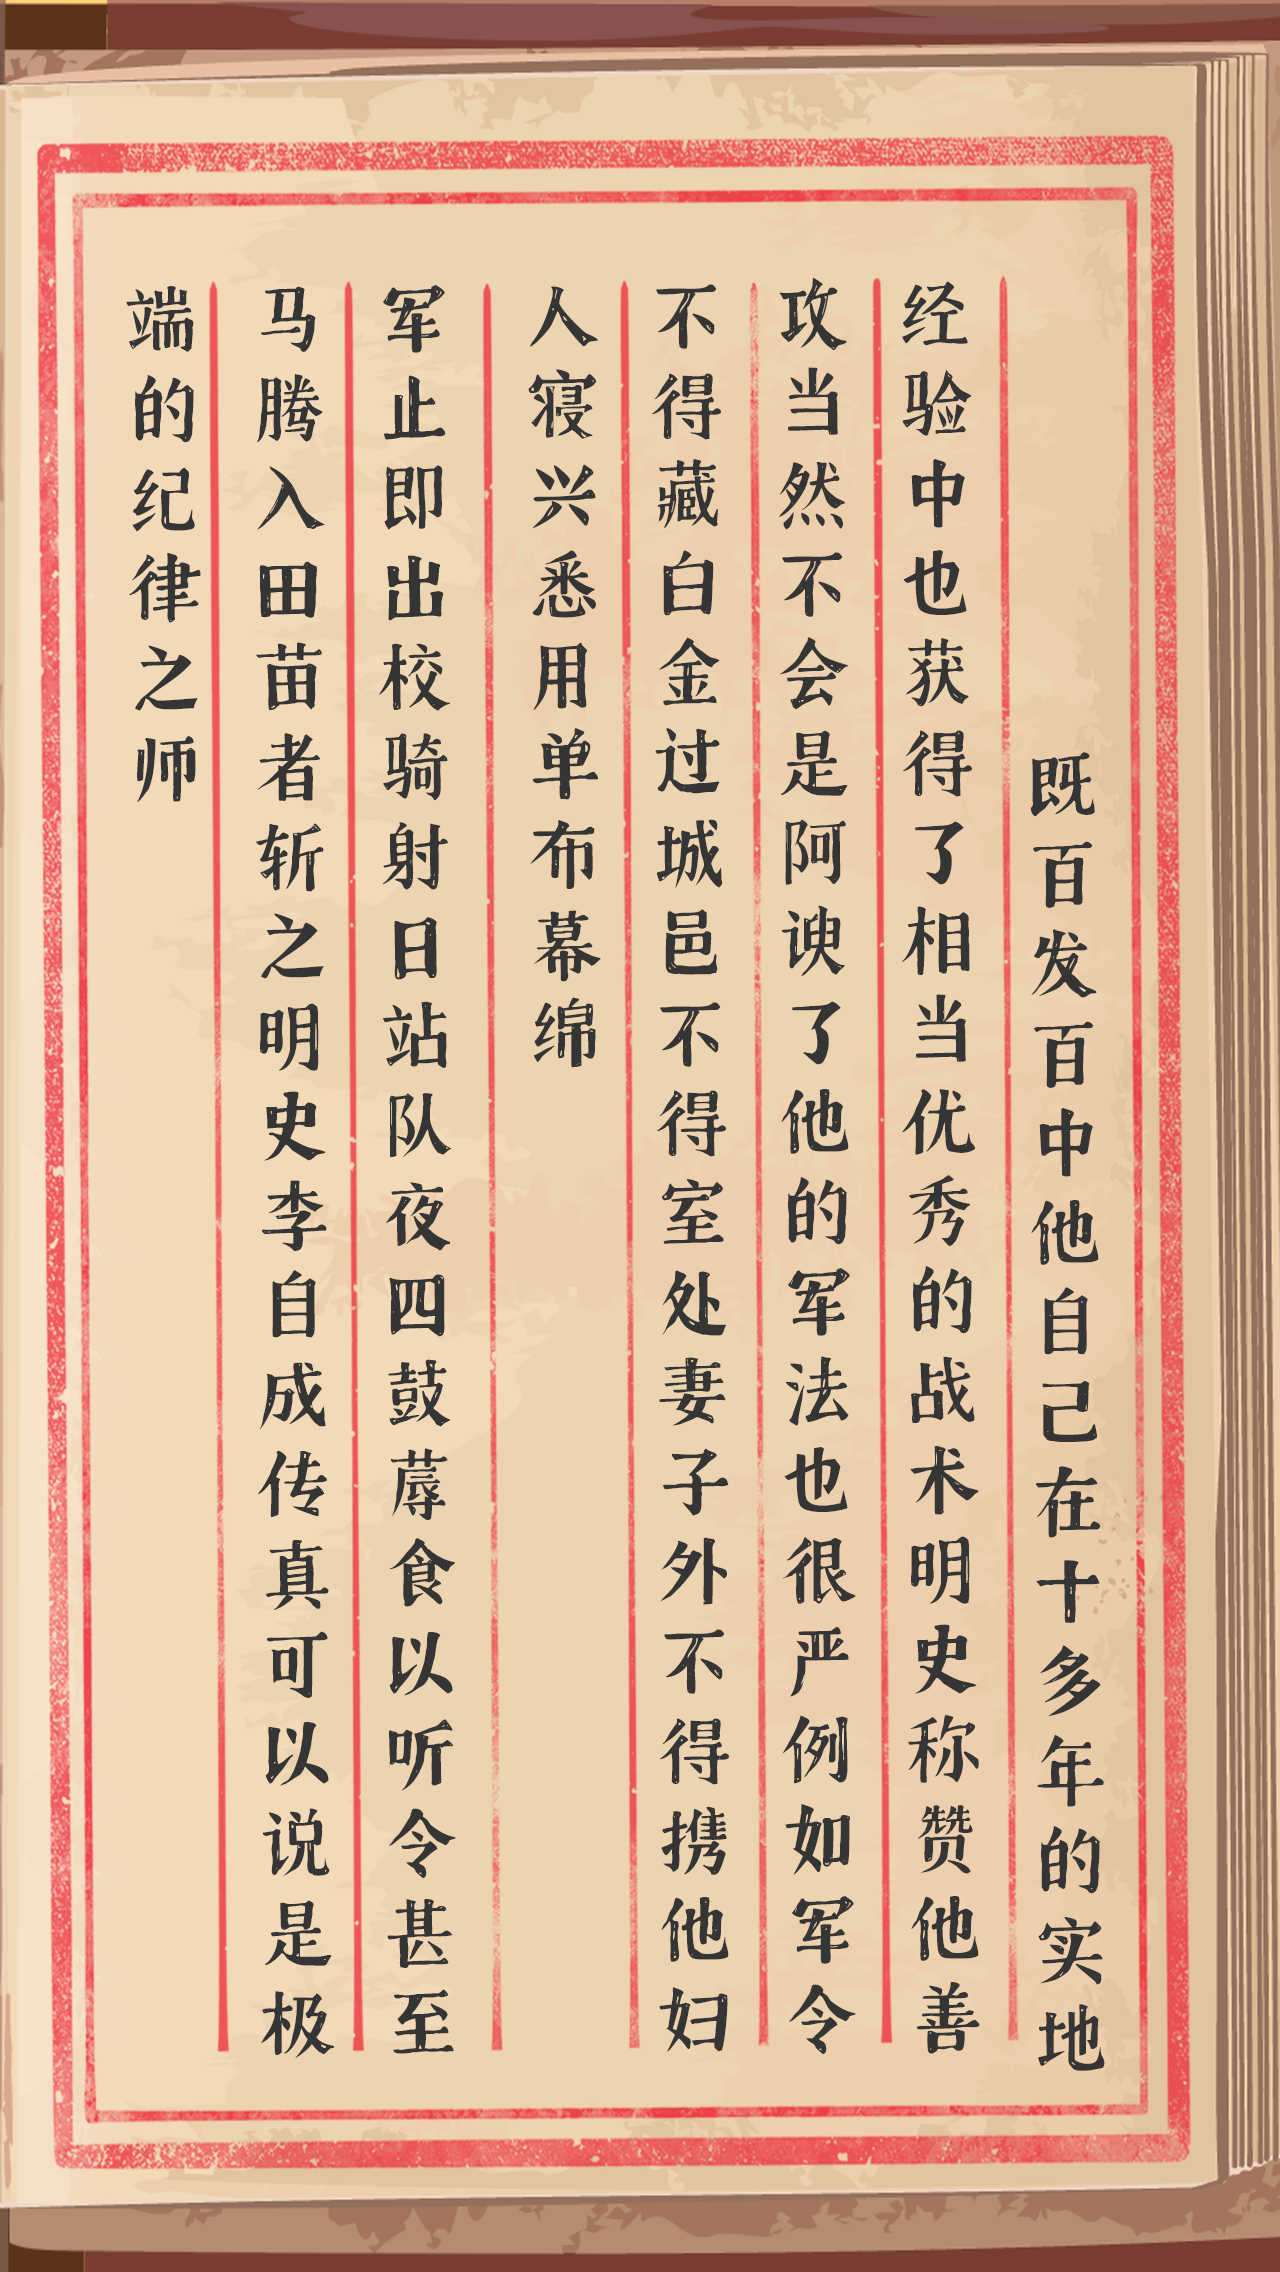 既百发百中他自己在十多年的实地
经验中也获得了相当优秀的战术明史称赞他善
攻当然不会是阿谀了他的军法也很严例如军令
不得藏白金过城邑不得室处妻子外不得携他妇
人寝兴悉用单布幕绵
军止即出校骑射日站队夜四鼓蓐食以听令甚至
马腾入田苗者斩之明史李自成传真可以说是极
端的纪律之师